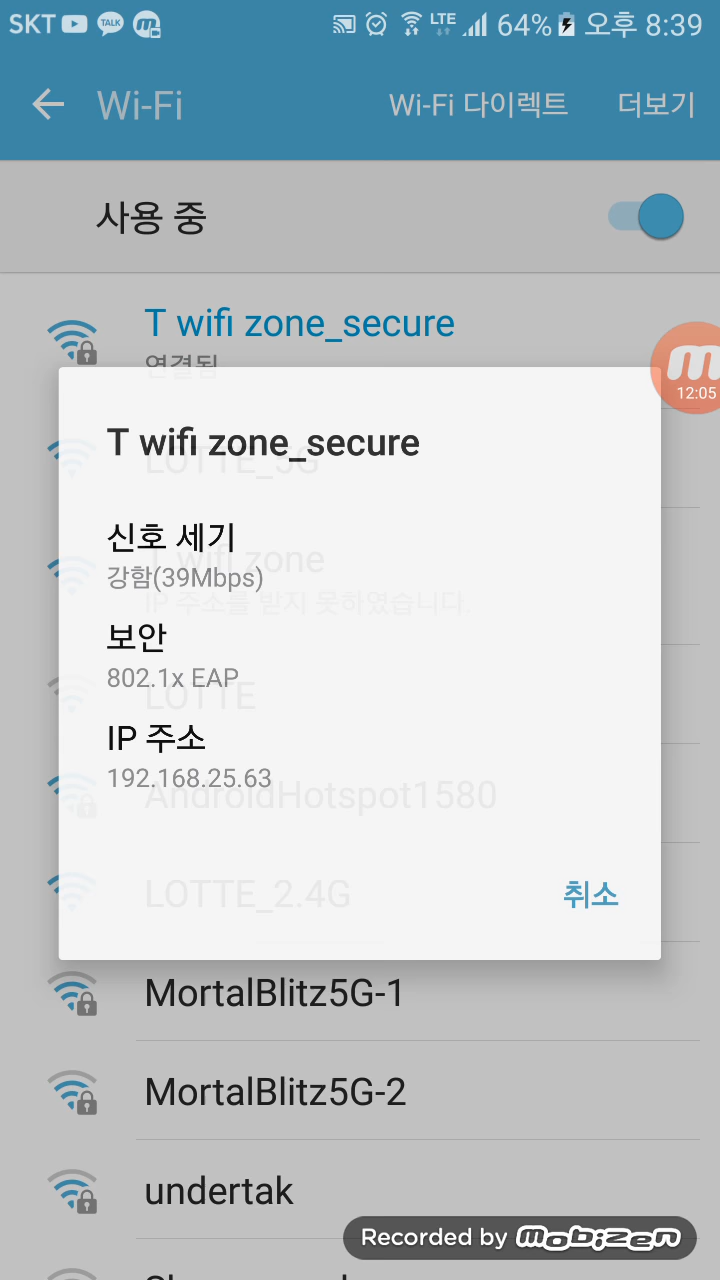 SKT TALK m LTE 64% 오후 8:39
Wi-Fi Wi-Fi 다이렉트 더보기
사용 중
T wifi zone_secure
연결됨
m
12:05
T wifi zone_secure
LOTTE_5G
신호 세기
T wifi zone
강함(39Mbps)
IP 주소를 받지 못하였습니다.
보안
802.1x EAP
LOTTE
IP 주소
192.168.25.63
AndroidHotspot1580
LOTTE_2.4G
취소
MortalBlitz5G-1
MortalBlitz5G-2
undertak
Recorded by mobizen